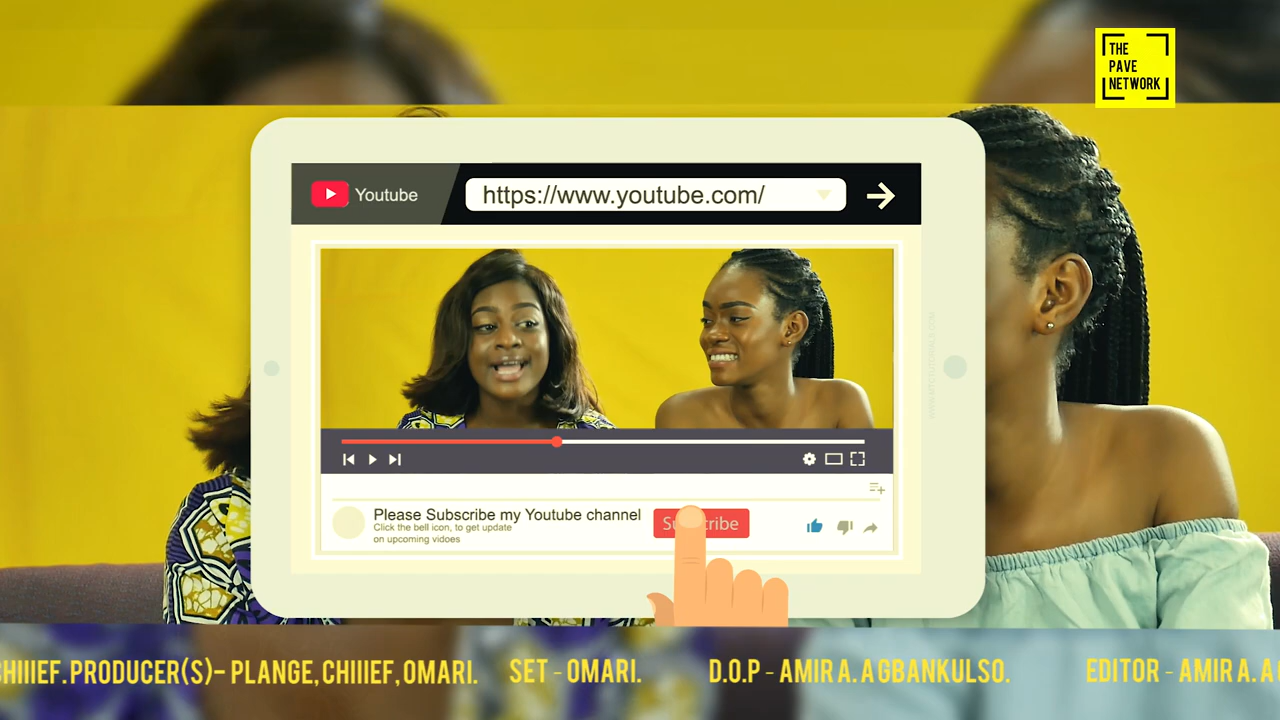 THE
PAVE
NETWORK
Youtube
https://www.youtube.com/
Please Subscribe my Youtube channel
Click the bell icon, to get update
on upcoming vidoes
CHIIIEF.PRODUCER(S)- PLANGE,CHIIIEF,OMARI. SET - OMARI. D.O.P - AMIR A. AGBANKULSO. EDITOR - AMIR A.